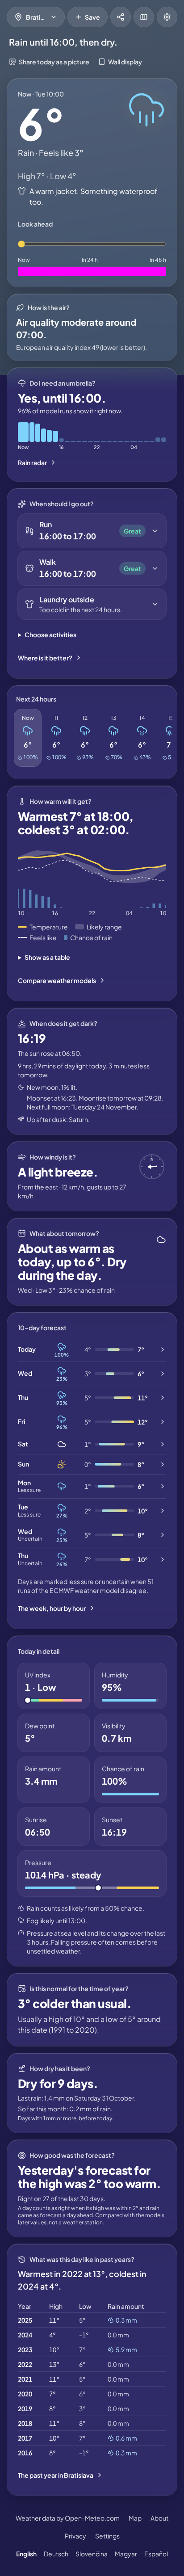 Brati...
Save
Rain until 16:00, then dry.
Share today as a picture
Wall display
Now · Tue 10:00
6°
Rain · Feels like 3°
High 7° · Low 4°
A warm jacket. Something waterproof
too.
Look ahead
Now In 24 h In 48 h
How is the air?
Air quality moderate around
07:00.
European air quality index 49 (lower is better).
Do I need an umbrella?
Yes, until 16:00.
96% of model runs show it right now.
Now 16 22 04
Rain radar
When should I go out?
Run
16:00 to 17:00
Great
Walk
16:00 to 17:00
Great
Laundry outside
Too cold in the next 24 hours.
Choose activities
Where is it better?
Next 24 hours
Now 11 12 13 14
6° 6° 6° 6° 6° 7
100% 100% 93% 70% 63%
How warm will it get?
Warmest 7° at 18:00,
coldest 3° at 02:00.
10 16 22 04 10
Temperature Likely range
Feels like Chance of rain
Show as a table
Compare weather models
When does it get dark?
16:19
The sun rose at 06:50.
9 hrs, 29 mins of daylight today, 3 minutes less
tomorrow.
New moon, 1% lit.
Moonset at 16:23. Moonrise tomorrow at 09:28.
Next full moon: Tuesday 24 November.
Up after dusk: Saturn.
How windy is it?
A light breeze.
From the east · 12 km/h, gusts up to 27
km/h
N
What about tomorrow?
About as warm as
today, up to 6°. Dry
during the day.
Wed · Low 3° · 23% chance of rain
10-day forecast
Today 100% 4° 7°
Wed 23% 3° 6°
Thu 93% 5° 11°
Fri 96% 5° 12°
Sat 1° 9°
Sun 0° 8°
Mon 1° 6°
Less sure
Tue 27% 2° 10°
Less sure
Wed 25% 5° 8°
Uncertain
Thu 26% 7° 10°
Uncertain
Days are marked less sure or uncertain when 51
runs of the ECMWF weather model disagree.
The week, hour by hour
Today in detail
UV index
1 · Low
Humidity
95%
Dew point
5°
Visibility
0.7 km
Rain amount
3.4 mm
Chance of rain
100%
Sunrise
06:50
Sunset
16:19
Pressure
1014 hPa · steady
Rain counts as likely from a 50% chance.
Fog likely until 13:00.
Pressure at sea level and its change over the last
3 hours. Falling pressure often comes before
unsettled weather.
Is this normal for the time of year?
3° colder than usual.
Usually a high of 10° and a low of 5° around
this date (1991 to 2020).
How dry has it been?
Dry for 9 days.
Last rain: 1.4 mm on Saturday 31 October.
So far this month: 0.2 mm of rain.
Days with 1 mm or more, before today.
How good was the forecast?
Yesterday's forecast for
the high was 2° too warm.
Right on 27 of the last 30 days.
A day counts as right when its high was within 2° and rain
came as forecast a day ahead. Compared with the models'
later values, not a weather station.
What was this day like in past years?
Warmest in 2022 at 13°, coldest in
2024 at 4°.
Year High Low Rain amount
2025 11° 5° 0.3 mm
2024 4° -1° 0.0 mm
2023 10° 7° 5.9 mm
2022 13° 6° 0.0 mm
2021 11° 5° 0.0 mm
2020 7° 6° 0.0 mm
2019 8° 3° 0.0 mm
2018 11° 8° 0.0 mm
2017 10° 7° 0.6 mm
2016 8° -1° 0.3 mm
The past year in Bratislava
Weather data by Open-Meteo.com Map About
Privacy Settings
English Deutsch Slovenčina Magyar Español